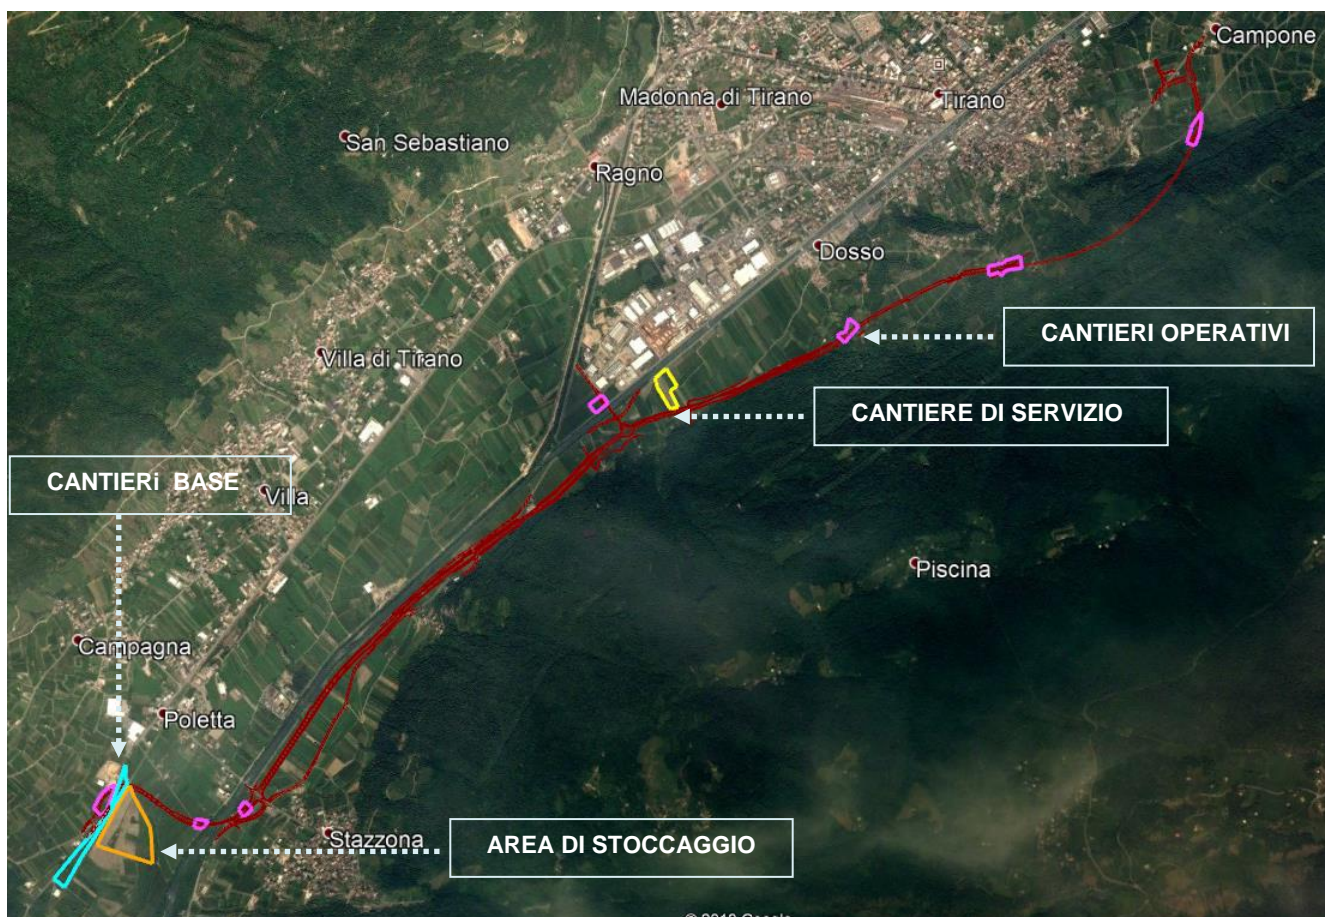 Campone
Madonna di Tirano
Tirano
San Sebastiano
Ragno
Dosso
CANTIERI OPERATIVI
Villa di Tirano
CANTIERE DI SERVIZIO
CANTIERi BASE
Villa
Piscina
Campagna
Poletta
Stazzona
AREA DI STOCCAGGIO